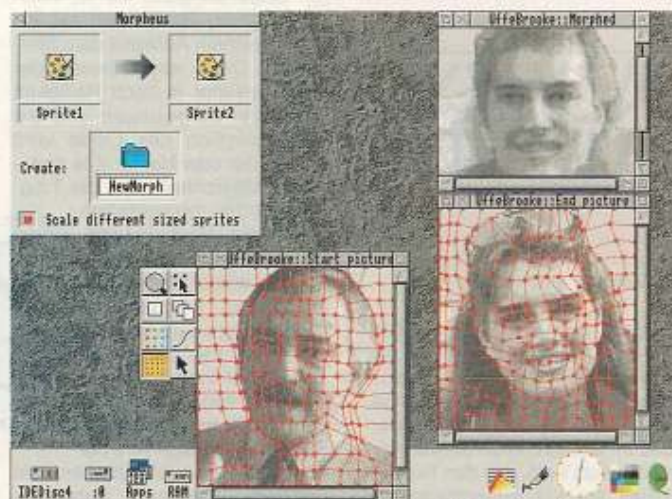 Morpheus
Sprite1
Sprite2
Create:
NewMorph
Scale different sized sprites
UffeBrooke::Morphed
UffeBrooke::End picture
UffeBrooke::Start picture
IDEDisc4
:0
Apps
RAM